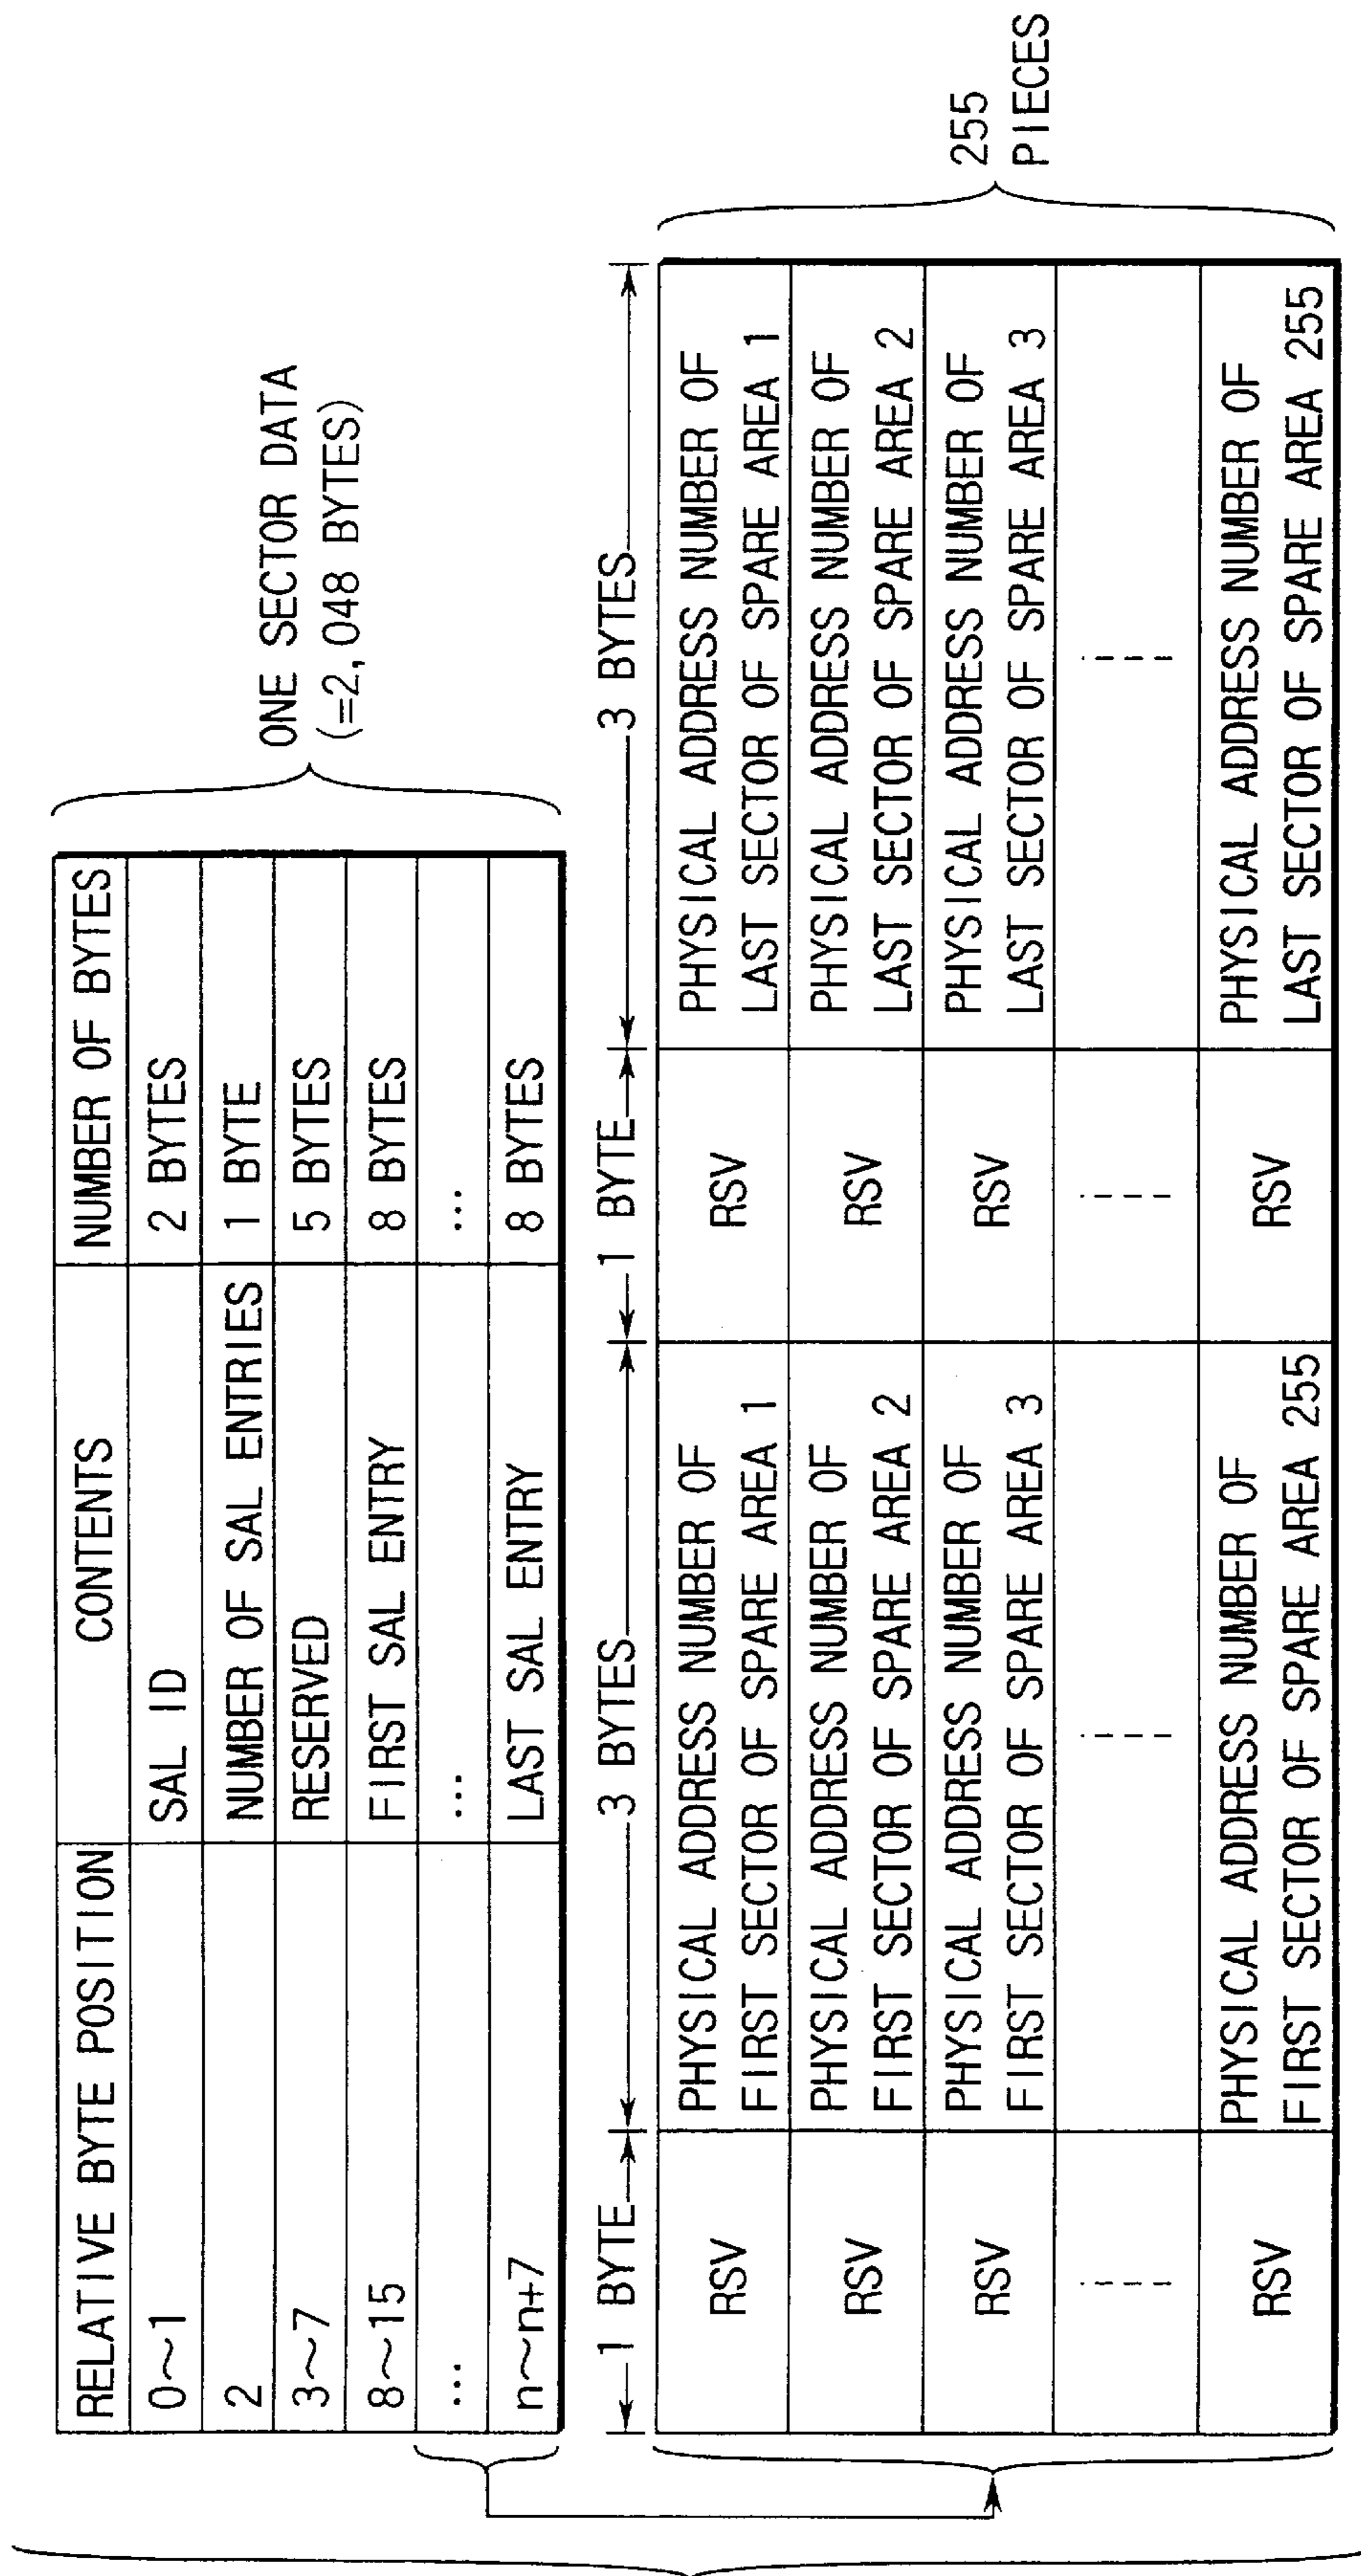 RELATIVE BYTE POSITION CONTENTS NUMBER OF BYTES
0~1 SAL ID 2 BYTES
2 NUMBER OF SAL ENTRIES 1 BYTE
3~7 RESERVED 5 BYTES
8~15 FIRST SAL ENTRY 8 BYTES
... ... ...
n~n+7 LAST SAL ENTRY 8 BYTES
ONE SECTOR DATA
(=2,048 BYTES)
1 BYTE 3 BYTES 1 BYTE 3 BYTES
RSV PHYSICAL ADDRESS NUMBER OF
FIRST SECTOR OF SPARE AREA 1
RSV PHYSICAL ADDRESS NUMBER OF
LAST SECTOR OF SPARE AREA 1
RSV PHYSICAL ADDRESS NUMBER OF
FIRST SECTOR OF SPARE AREA 2
RSV PHYSICAL ADDRESS NUMBER OF
LAST SECTOR OF SPARE AREA 2
RSV PHYSICAL ADDRESS NUMBER OF
FIRST SECTOR OF SPARE AREA 3
RSV PHYSICAL ADDRESS NUMBER OF
LAST SECTOR OF SPARE AREA 3
RSV PHYSICAL ADDRESS NUMBER OF
FIRST SECTOR OF SPARE AREA 255
RSV PHYSICAL ADDRESS NUMBER OF
LAST SECTOR OF SPARE AREA 255
255
PIECES